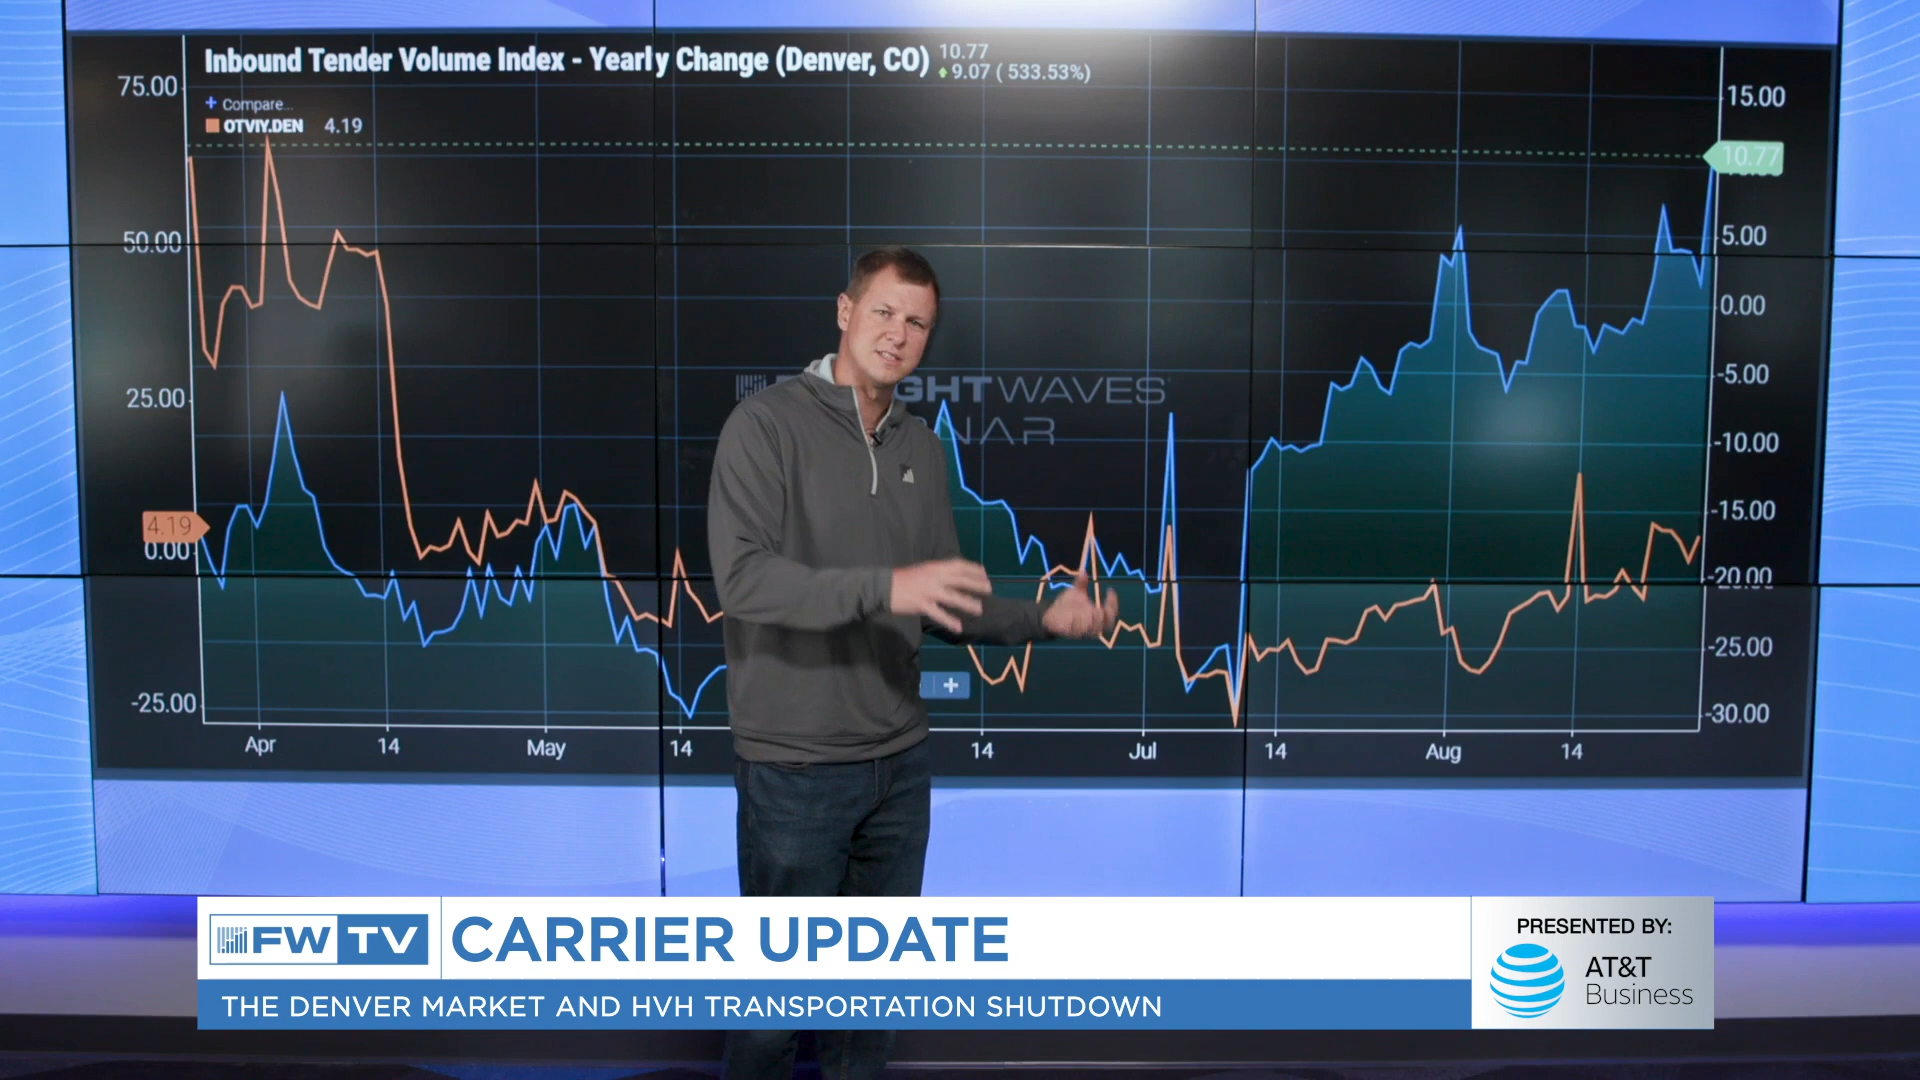 Inbound Tender Volume Index - Yearly Change (Denver, CO)
10.77
9.07 ( 533.53%)
+ Compare...
OTVIY.DEN 4.19
75.00
50.00
25.00
4.19
0.00
-25.00
15.00
10.77
5.00
0.00
-5.00
-10.00
-15.00
-20.00
-25.00
-30.00
GHTWAVES
NAR
+
Apr 14 May 14 14 Jul 14 Aug 14
FW TV
CARRIER UPDATE
THE DENVER MARKET AND HVH TRANSPORTATION SHUTDOWN
PRESENTED BY:
AT&T
Business